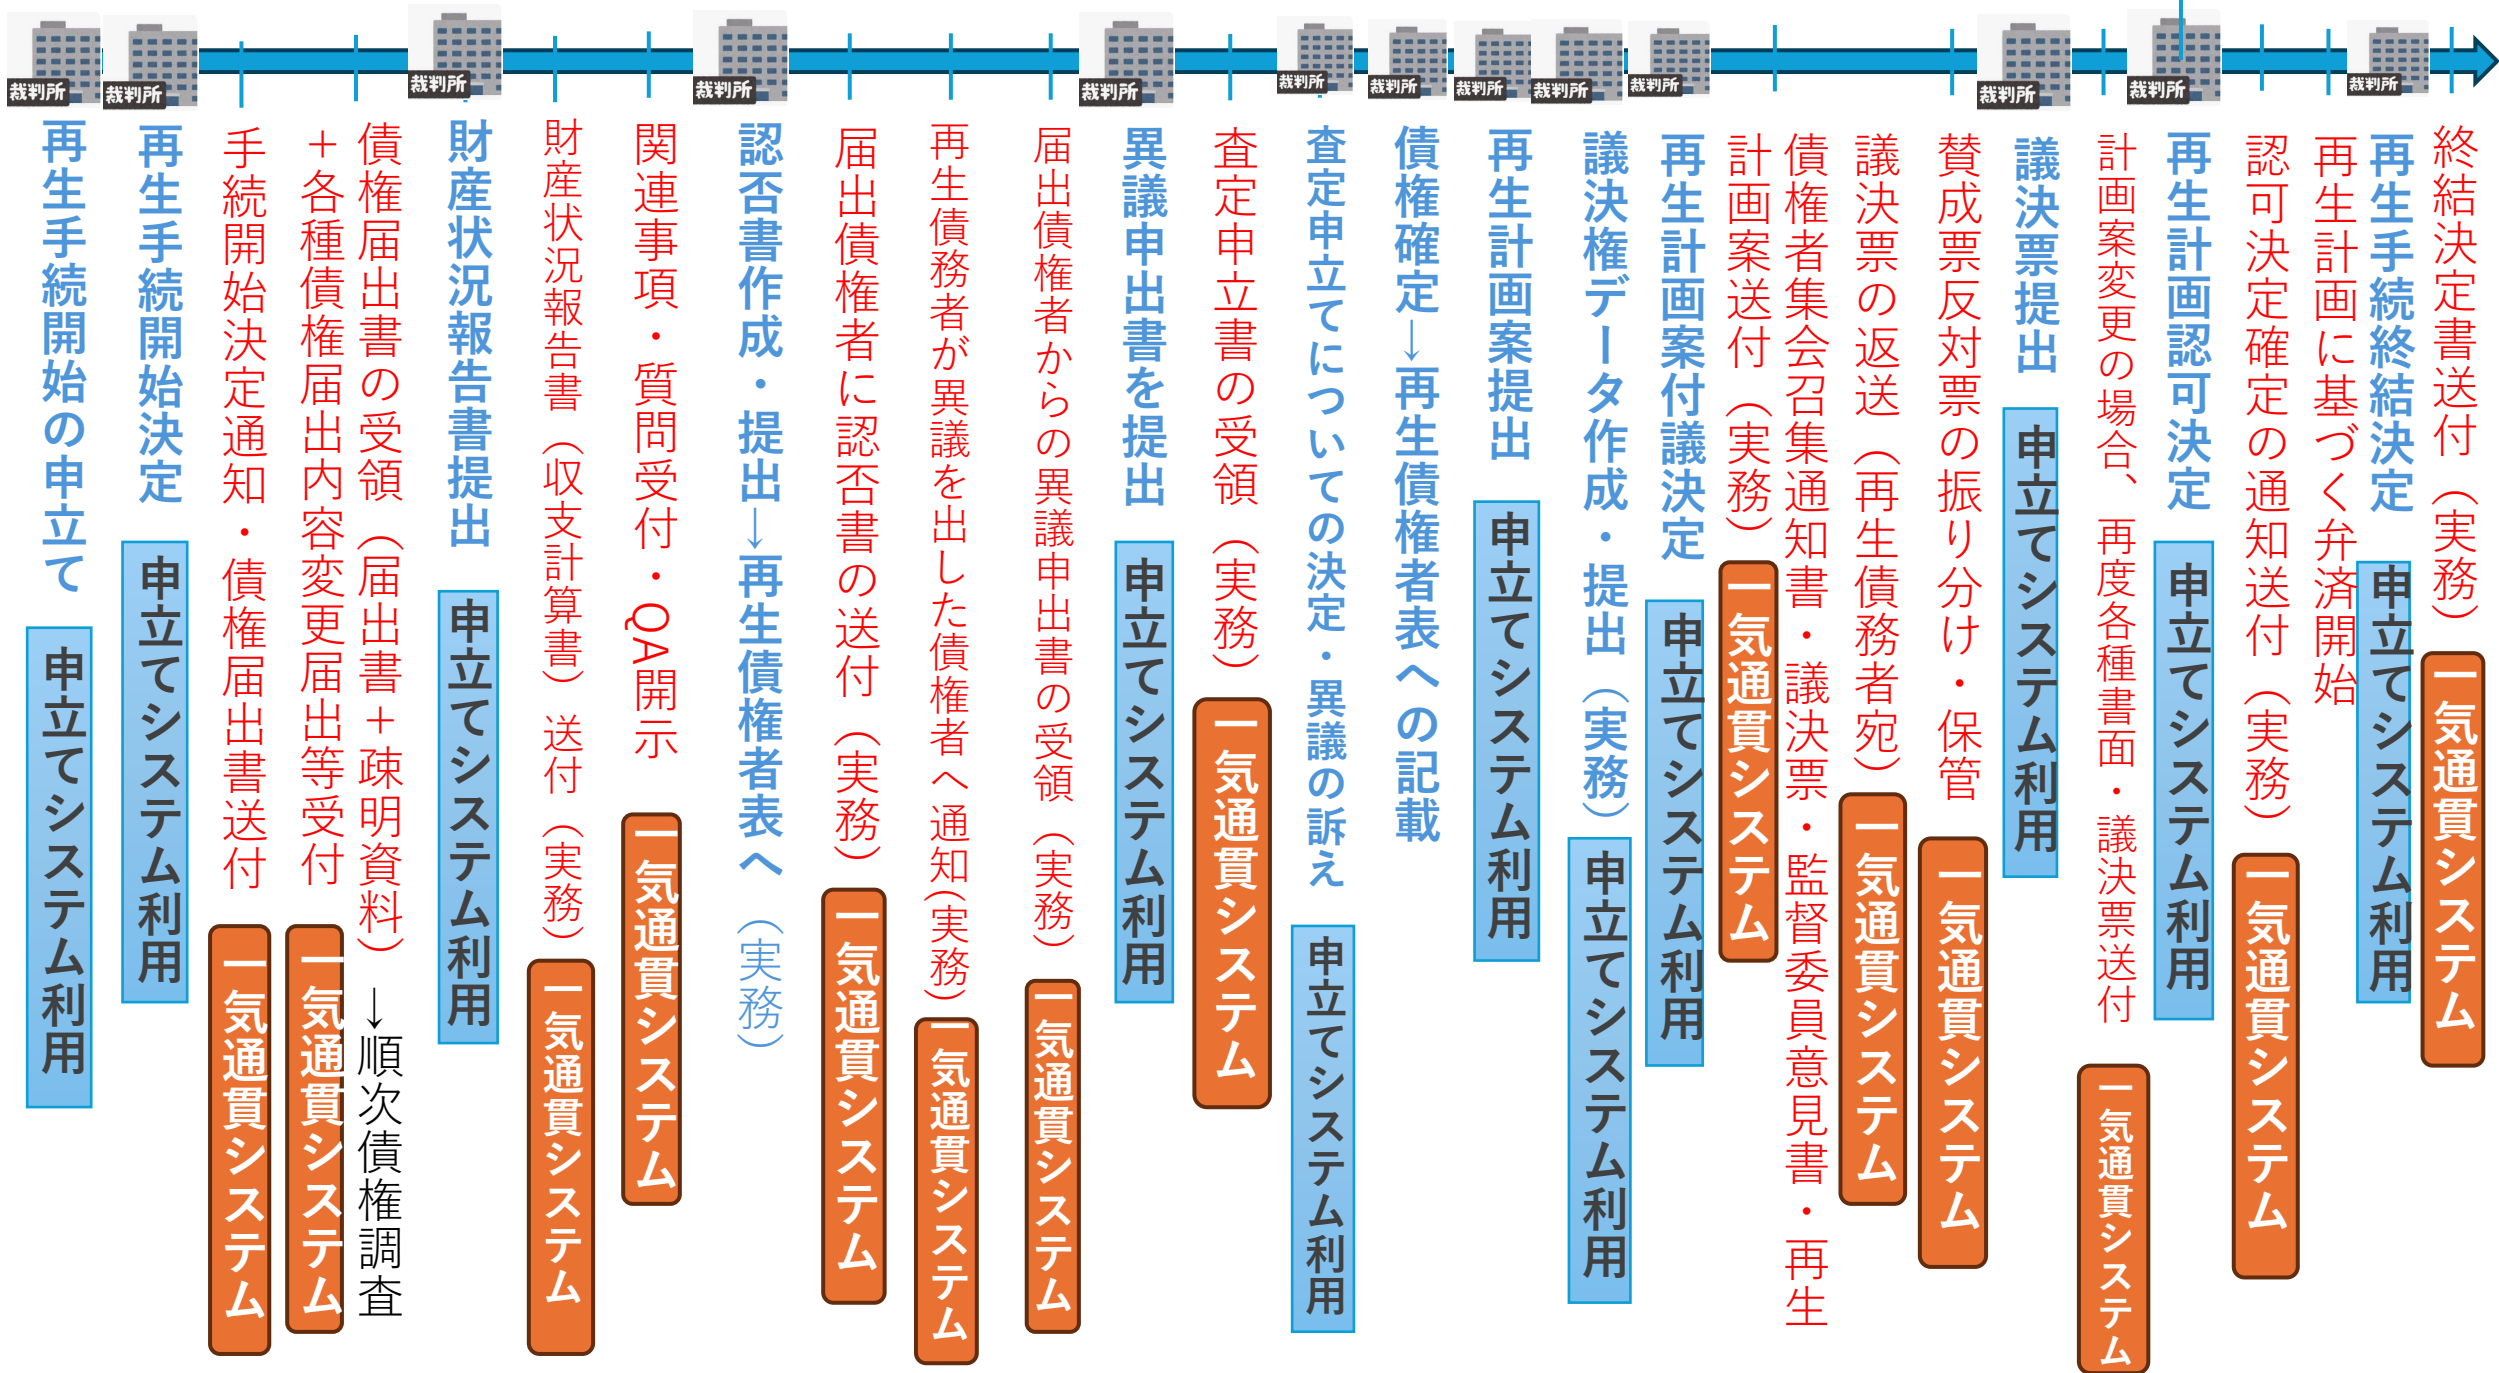 裁判所
裁判所
裁判所
裁判所
裁判所
裁判所
裁判所
裁判所
裁判所
裁判所
裁判所
裁判所
裁判所
再生手続開始の申立て
申立てシステム利用
再生手続開始決定
申立てシステム利用
手続開始決定通知・債権届出書送付
一気通貫システム
債権届出書の受領（届出書＋疎明資料）→順次債権調査
＋各種債権届出内容変更届出等受付
一気通貫システム
財産状況報告書提出
申立てシステム利用
財産状況報告書（収支計算書）送付（実務）
一気通貫システム
関連事項・質問受付・QA開示
一気通貫システム
認否書作成・提出→再生債権者表へ（実務）
届出債権者に認否書の送付（実務）
一気通貫システム
再生債務者が異議を出した債権者へ通知(実務)
一気通貫システム
届出債権者からの異議申出書の受領（実務）
一気通貫システム
異議申出書を提出
申立てシステム利用
査定申立書の受領（実務）
一気通貫システム
査定申立てについての決定・異議の訴え
申立てシステム利用
債権確定→再生債権者表への記載
再生計画案提出
申立てシステム利用
議決権データ作成・提出（実務）
申立てシステム利用
再生計画案付議決定
申立てシステム利用
債権者集会召集通知書・議決票・監督委員意見書・再生
計画案送付（実務）
一気通貫システム
議決票の返送（再生債務者宛）
一気通貫システム
賛成票反対票の振り分け・保管
一気通貫システム
議決票提出
申立てシステム利用
計画案変更の場合、再度各種書面・議決票送付
一気通貫システム
再生計画認可決定
申立てシステム利用
認可決定確定の通知送付（実務）
一気通貫システム
再生計画に基づく弁済開始
再生手続終結決定
申立てシステム利用
終結決定書送付（実務）
一気通貫システム